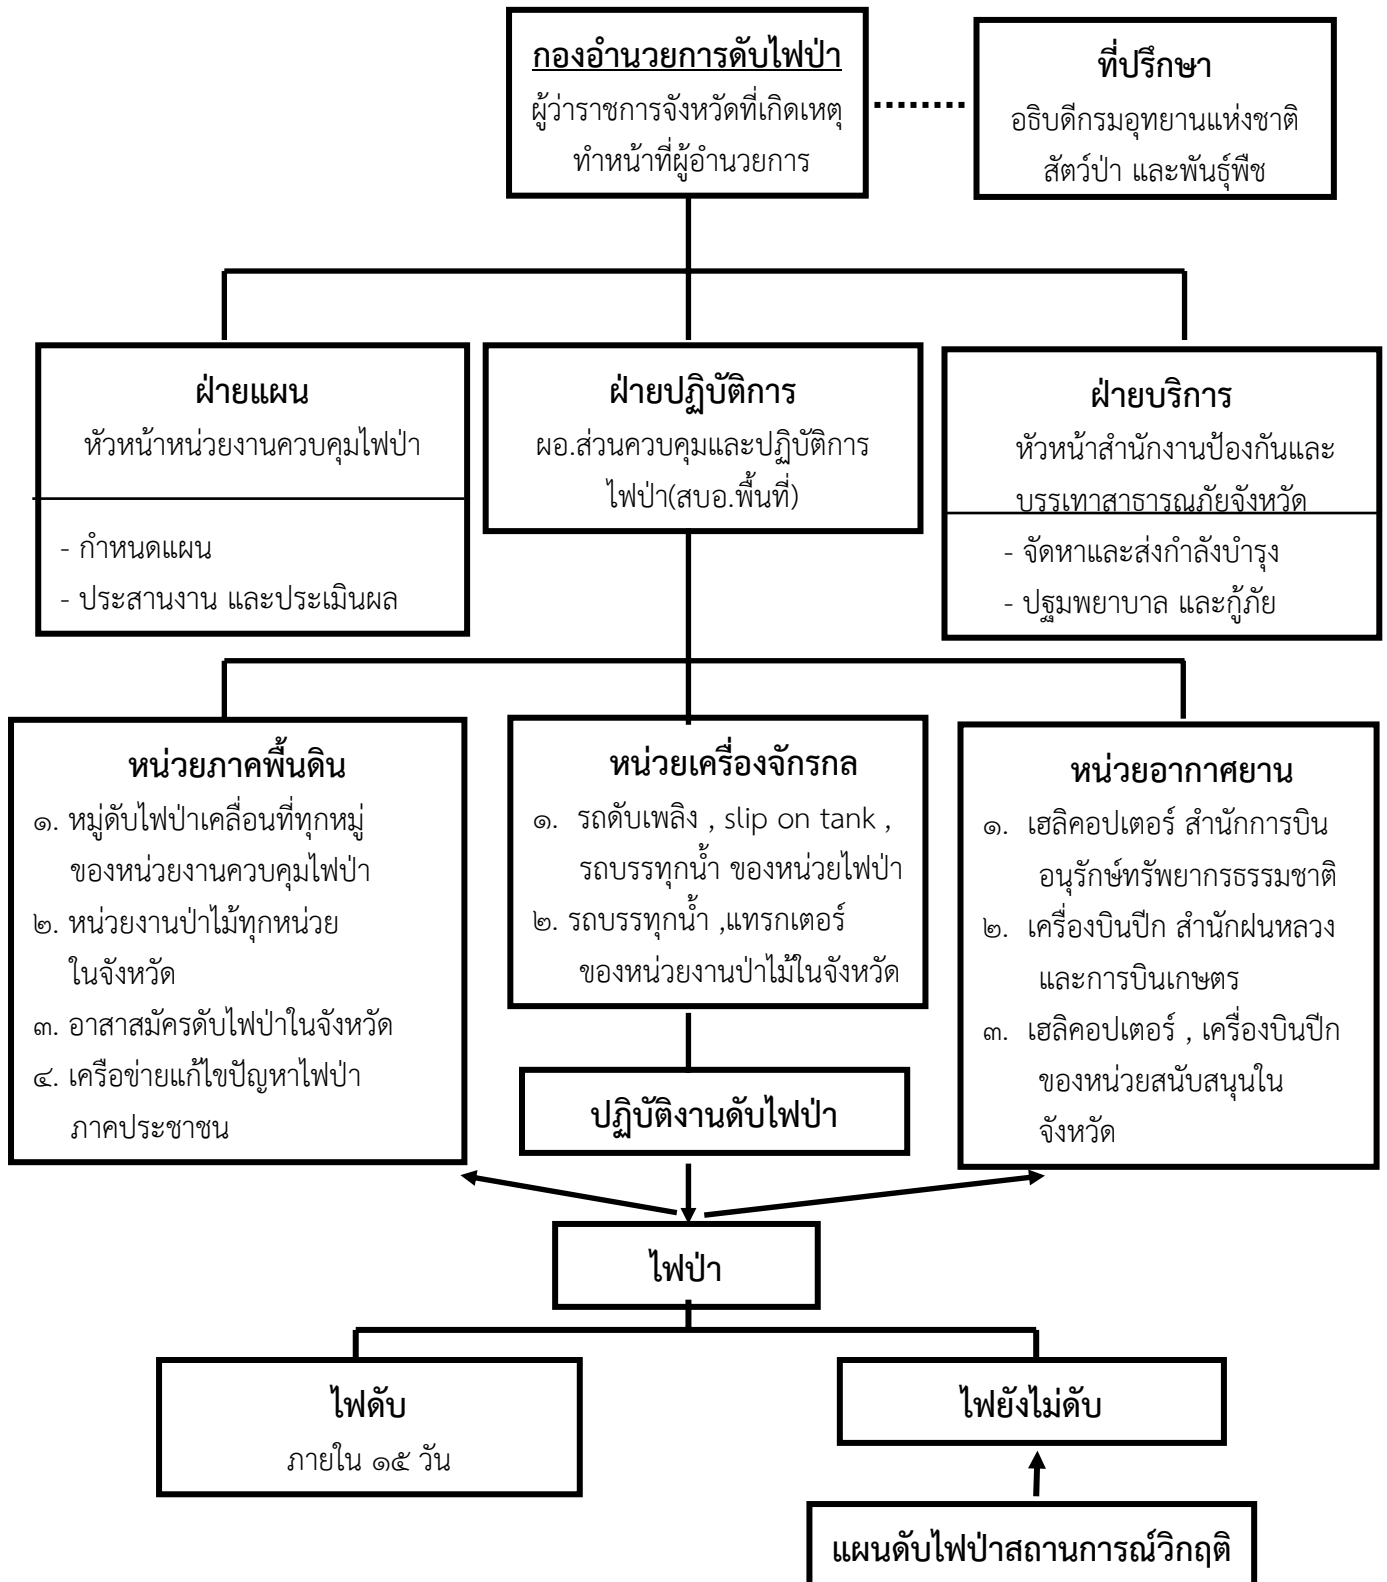 กองอำนวยการดับไฟป่า
ผู้ว่าราชการจังหวัดที่เกิดเหตุ
ทำหน้าที่ผู้อำนวยการ
ที่ปรึกษา
อธิบดีกรมอุทยานแห่งชาติ
สัตว์ป่า และพันธุ์พืช
ฝ่ายแผน
หัวหน้าหน่วยงานควบคุมไฟป่า
- กำหนดแผน
- ประสานงาน และประเมินผล
ฝ่ายปฏิบัติการ
ผอ.ส่วนควบคุมและปฏิบัติการ
ไฟป่า(สบอ.พื้นที่)
ฝ่ายบริการ
หัวหน้าสำนักงานป้องกันและ
บรรเทาสาธารณภัยจังหวัด
- จัดหาและส่งกำลังบำรุง
- ปฐมพยาบาล และกู้ภัย
หน่วยภาคพื้นดิน
๑. หมู่ดับไฟป่าเคลื่อนที่ทุกหมู่
ของหน่วยงานควบคุมไฟป่า
๒. หน่วยงานป่าไม้ทุกหน่วย
ในจังหวัด
๓. อาสาสมัครดับไฟป่าในจังหวัด
๔. เครือข่ายแก้ไขปัญหาไฟป่า
ภาคประชาชน
หน่วยเครื่องจักรกล
๑. รถดับเพลิง , slip on tank ,
รถบรรทุกน้ำ ของหน่วยไฟป่า
๒. รถบรรทุกน้ำ ,แทรกเตอร์
ของหน่วยงานป่าไม้ในจังหวัด
หน่วยอากาศยาน
๑. เฮลิคอปเตอร์ สำนักการบิน
อนุรักษ์ทรัพยากรธรรมชาติ
๒. เครื่องบินปีก สำนักฝนหลวง
และการบินเกษตร
๓. เฮลิคอปเตอร์ , เครื่องบินปีก
ของหน่วยสนับสนุนใน
จังหวัด
ปฏิบัติงานดับไฟป่า
ไฟป่า
ไฟดับ
ภายใน ๑๕ วัน
ไฟยังไม่ดับ
แผนดับไฟป่าสถานการณ์วิกฤติ